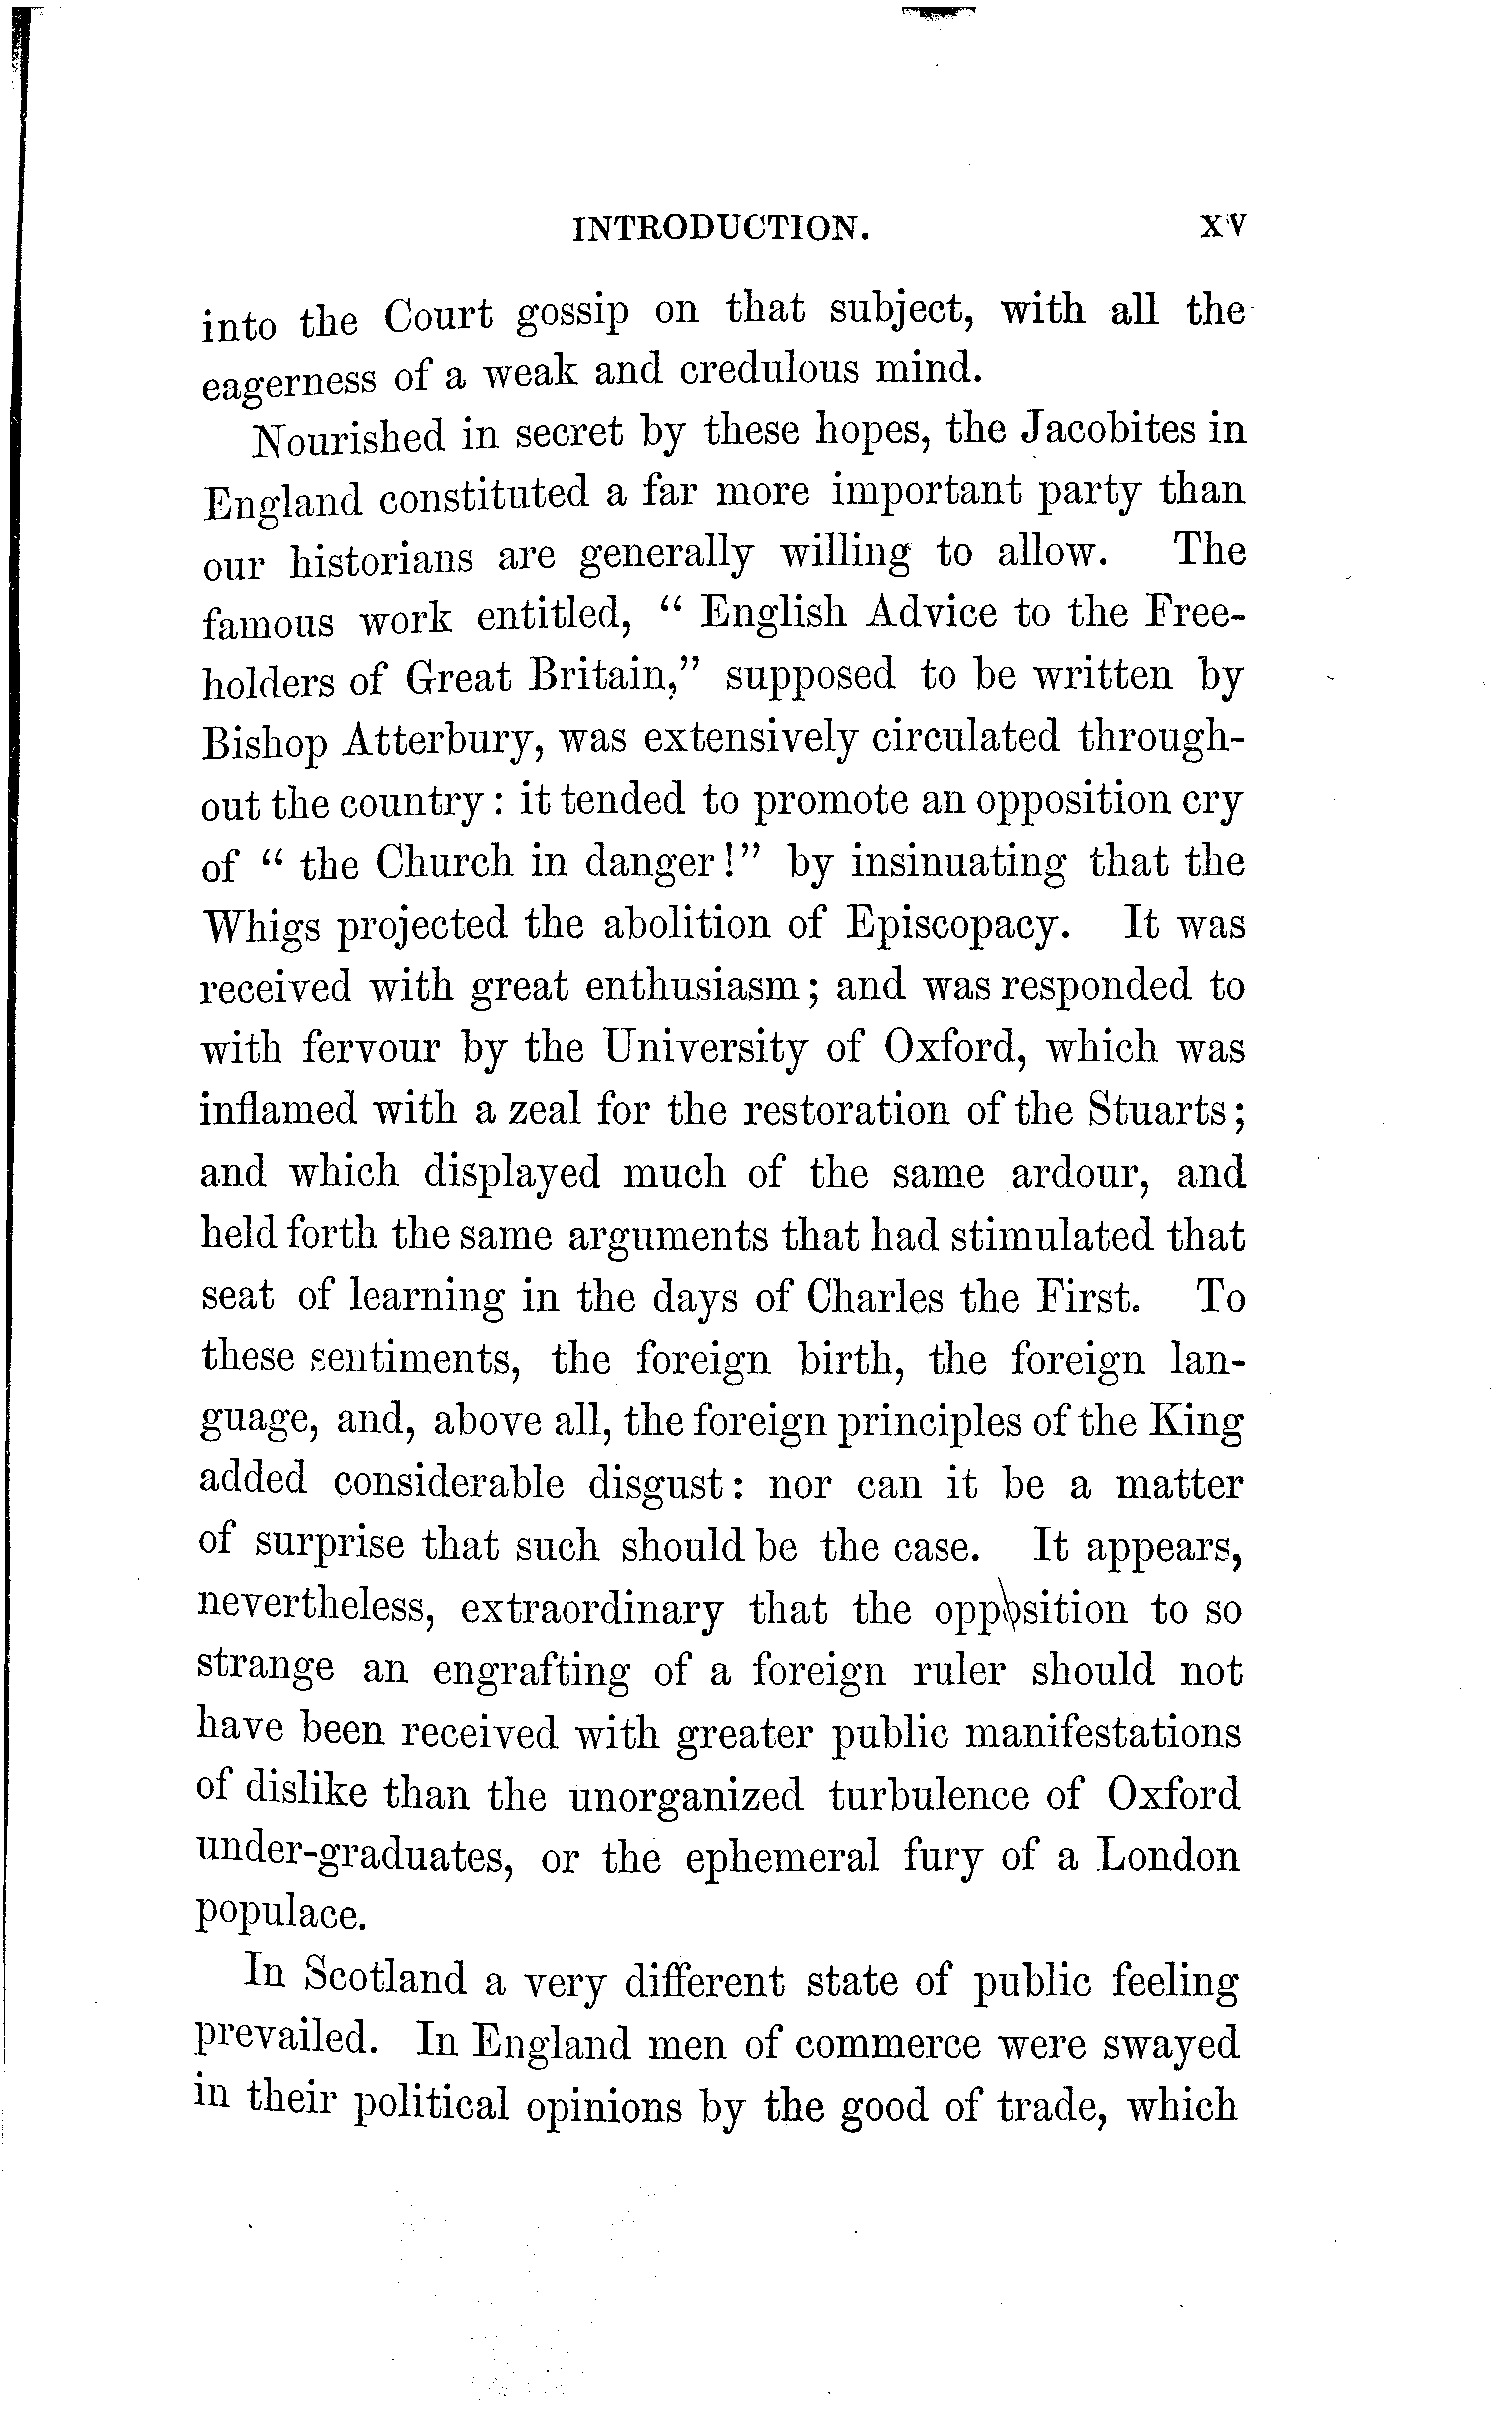 INTRODUCTION. XV
into the Court gossip on that subject, with all the
eagerness of a weak and credulous mind.
Nourished in secret by these hopes, the Jacobites in
England constituted a far more important party than
our historians are generally willing to allow. The
famous work entitled, " English Advice to the Free-
holders of Great Britain," supposed to be written by
Bishop Atterbury, was extensively circulated through-
out the country : it tended to promote an opposition cry
of " the Church in danger!" by insinuating that the
Whigs projected the abolition of Episcopacy. It was
received with great enthusiasm; and was responded to
with fervour by the University of Oxford, which was
inflamed with a zeal for the restoration of the Stuarts;
and which displayed much of the same ardour, and
held forth the same arguments that had stimulated that
seat of learning in the days of Charles the First. To
these sentiments, the foreign birth, the foreign lan-
guage, and, above all, the foreign principles of the King
added considerable disgust: nor can it be a matter
of surprise that such should be the case. It appears,
nevertheless, extraordinary that the opposition to so
strange an engrafting of a foreign ruler should not
have been received with greater public manifestations
of dislike than the unorganized turbulence of Oxford
under-graduates, or the ephemeral fury of a London
populace.
In Scotland a very different state of public feeling
prevailed. In England men of commerce were swayed
in their political opinions by the good of trade, which